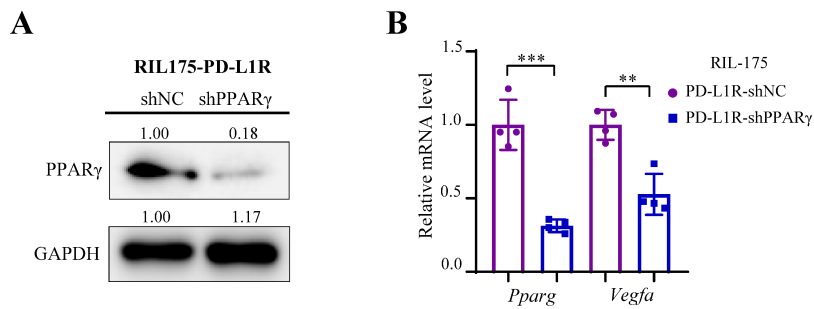 A
RIL175-PD-L1R
shNC shPPARγ
1.00 0.18
PPARγ
1.00 1.17
GAPDH
B
Relative mRNA level
1.5
1.0
0.5
0.0
***
**
Pparg Vegfa
RIL-175
PD-L1R-shNC
PD-L1R-shPPARγ